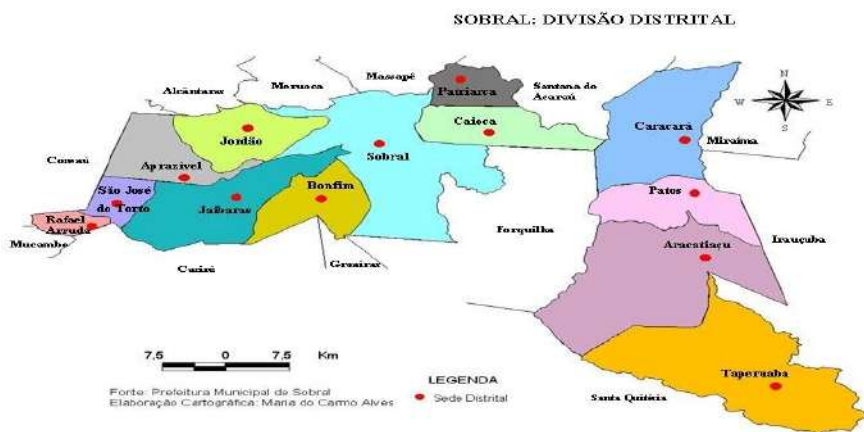 SOBRAL: DIVISÃO DISTRITAL
Massapê
Meruoca
Alcântaras
Santana do
Acaraú
Patriarca
N
W E
S
Caioca
Jordão
Sobral
Caracará
Miraíma
Coreaú
Aprazível
São José
do Torto
Jaibaras
Bonfim
Patos
Rafael
Arruda
Mucambo
Forquilha
Irauçuba
Aracatiaçu
Cariré
Groaíras
7,5 0 7,5 Km
LEGENDA
Sede Distrital
Taperuaba
Santa Quitéria
Fonte: Prefeitura Municipal de Sobral
Elaboração Cartográfica: Maria do Carmo Alves